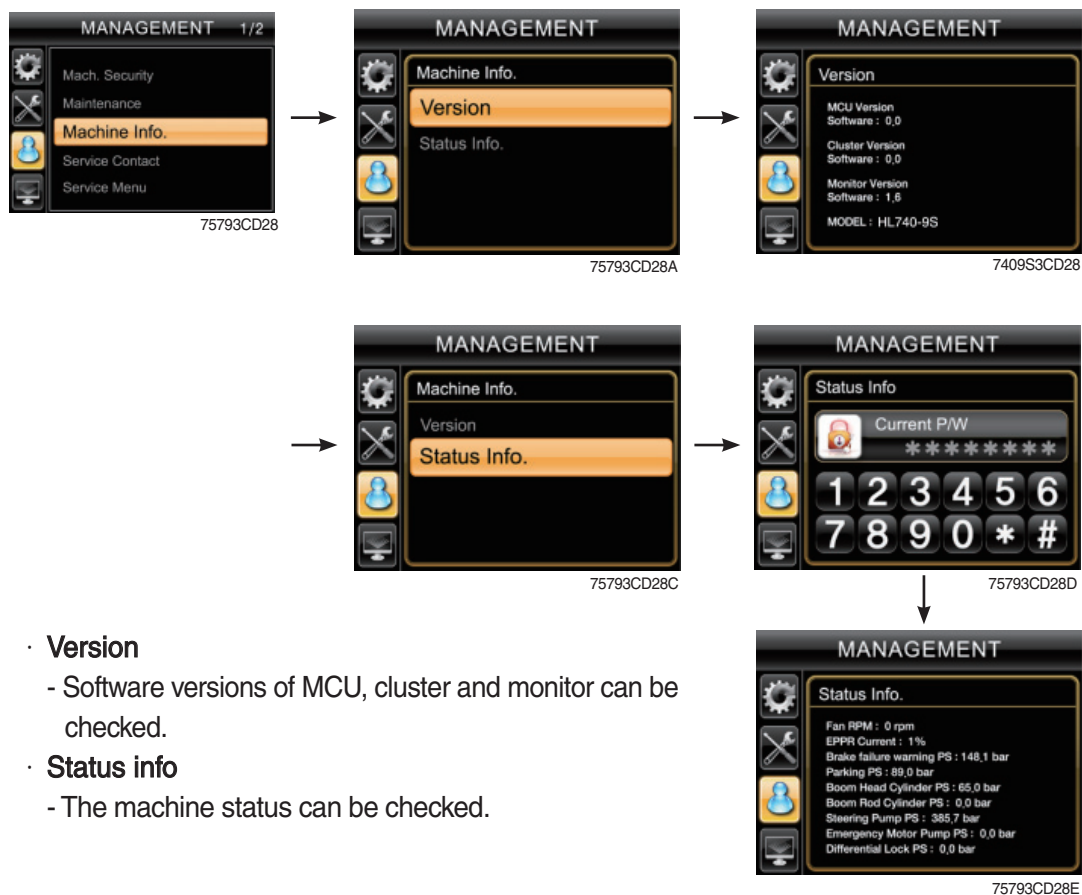 MANAGEMENT 1/2
Mach. Security
Maintenance
Machine Info.
Service Contact
Service Menu
75793CD28
MANAGEMENT
Machine Info.
Version
Status Info.
75793CD28A
MANAGEMENT
Version
MCU Version
Software : 0,0
Cluster Version
Software : 0,0
Monitor Version
Software : 1,6
MODEL : HL740-9S
7409S3CD28
MANAGEMENT
Machine Info.
Version
Status Info.
75793CD28C
MANAGEMENT
Status Info
Current P/W
********
1 2 3 4 5 6
7 8 9 0 * #
75793CD28D
· Version
- Software versions of MCU, cluster and monitor can be
checked.
· Status info
- The machine status can be checked.
MANAGEMENT
Status Info.
Fan RPM : 0 rpm
EPPR Current : 1%
Brake failure warning PS : 148,1 bar
Parking PS : 89,0 bar
Boom Head Cylinder PS : 65,0 bar
Boom Rod Cylinder PS : 0,0 bar
Steering Pump PS : 385,7 bar
Emergency Motor Pump PS : 0,0 bar
Differential Lock PS : 0,0 bar
75793CD28E